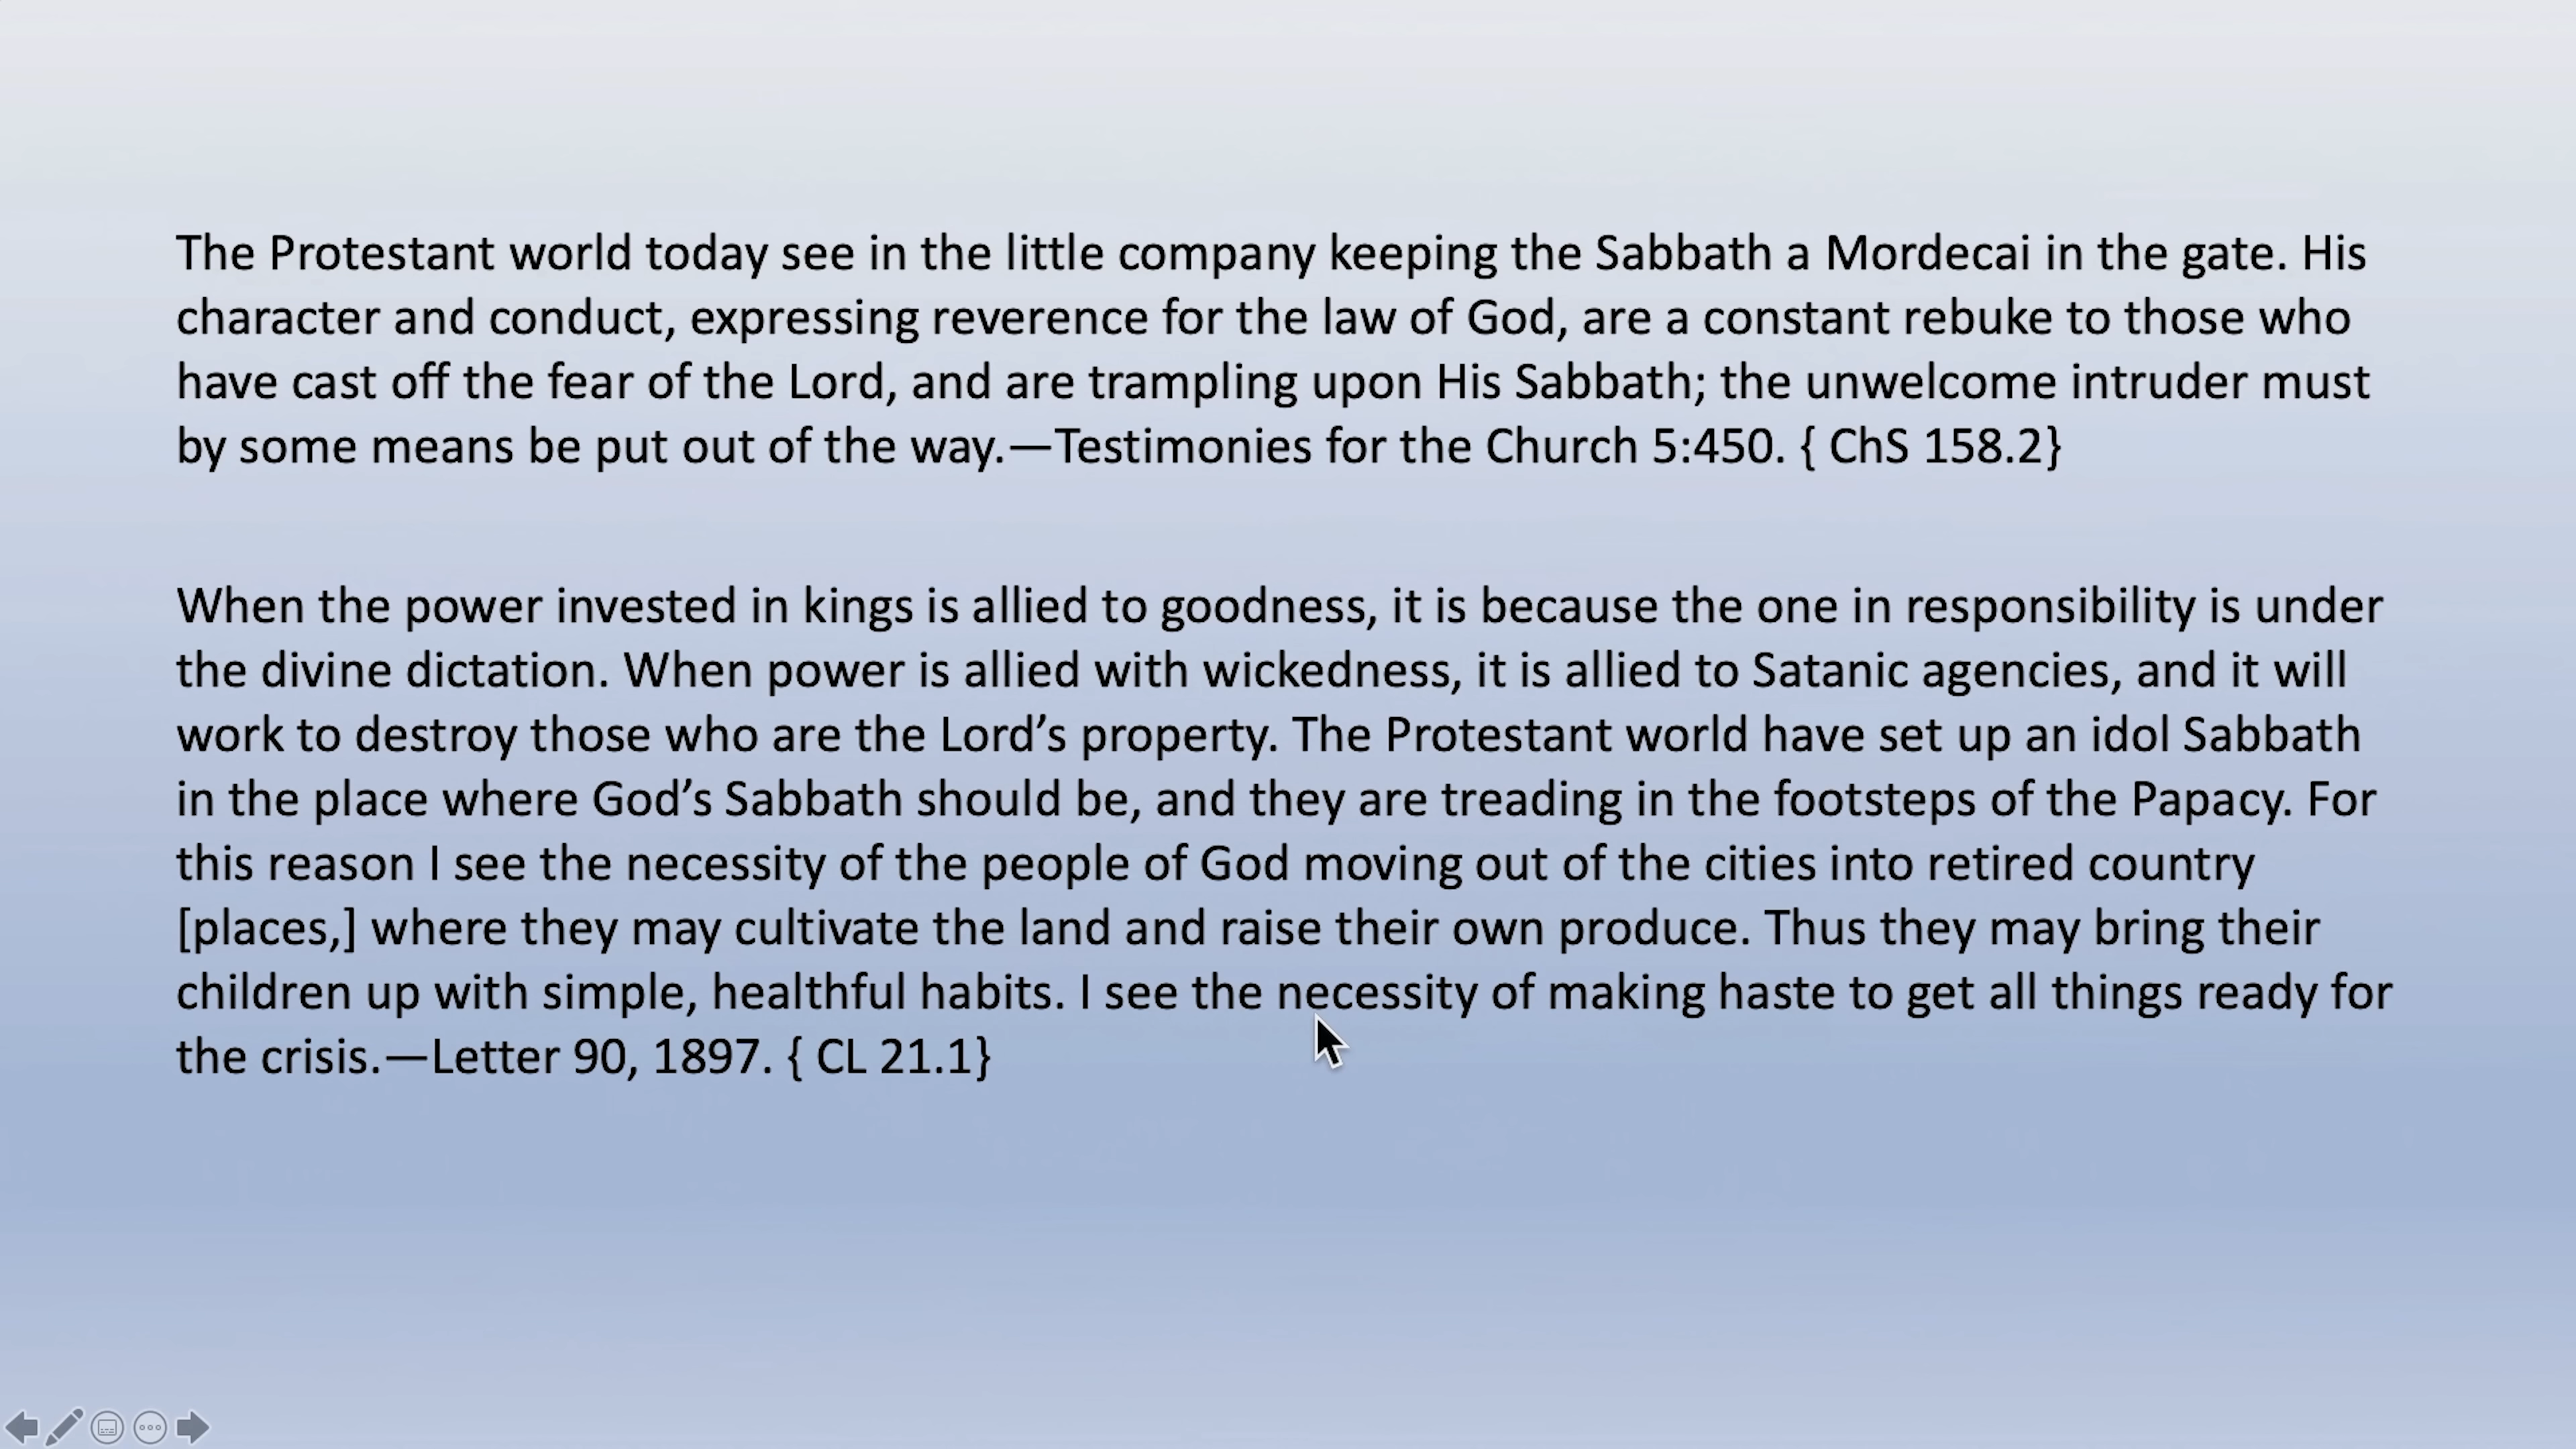 The Protestant world today see in the little company keeping the Sabbath a Mordecai in the gate. His
character and conduct, expressing reverence for the law of God, are a constant rebuke to those who
have cast off the fear of the Lord, and are trampling upon His Sabbath; the unwelcome intruder must
by some means be put out of the way.—Testimonies for the Church 5:450. { ChS 158.2}
When the power invested in kings is allied to goodness, it is because the one in responsibility is under
the divine dictation. When power is allied with wickedness, it is allied to Satanic agencies, and it will
work to destroy those who are the Lord’s property. The Protestant world have set up an idol Sabbath
in the place where God’s Sabbath should be, and they are treading in the footsteps of the Papacy. For
this reason I see the necessity of the people of God moving out of the cities into retired country
[places,] where they may cultivate the land and raise their own produce. Thus they may bring their
children up with simple, healthful habits. I see the necessity of making haste to get all things ready for
the crisis.—Letter 90, 1897. { CL 21.1}